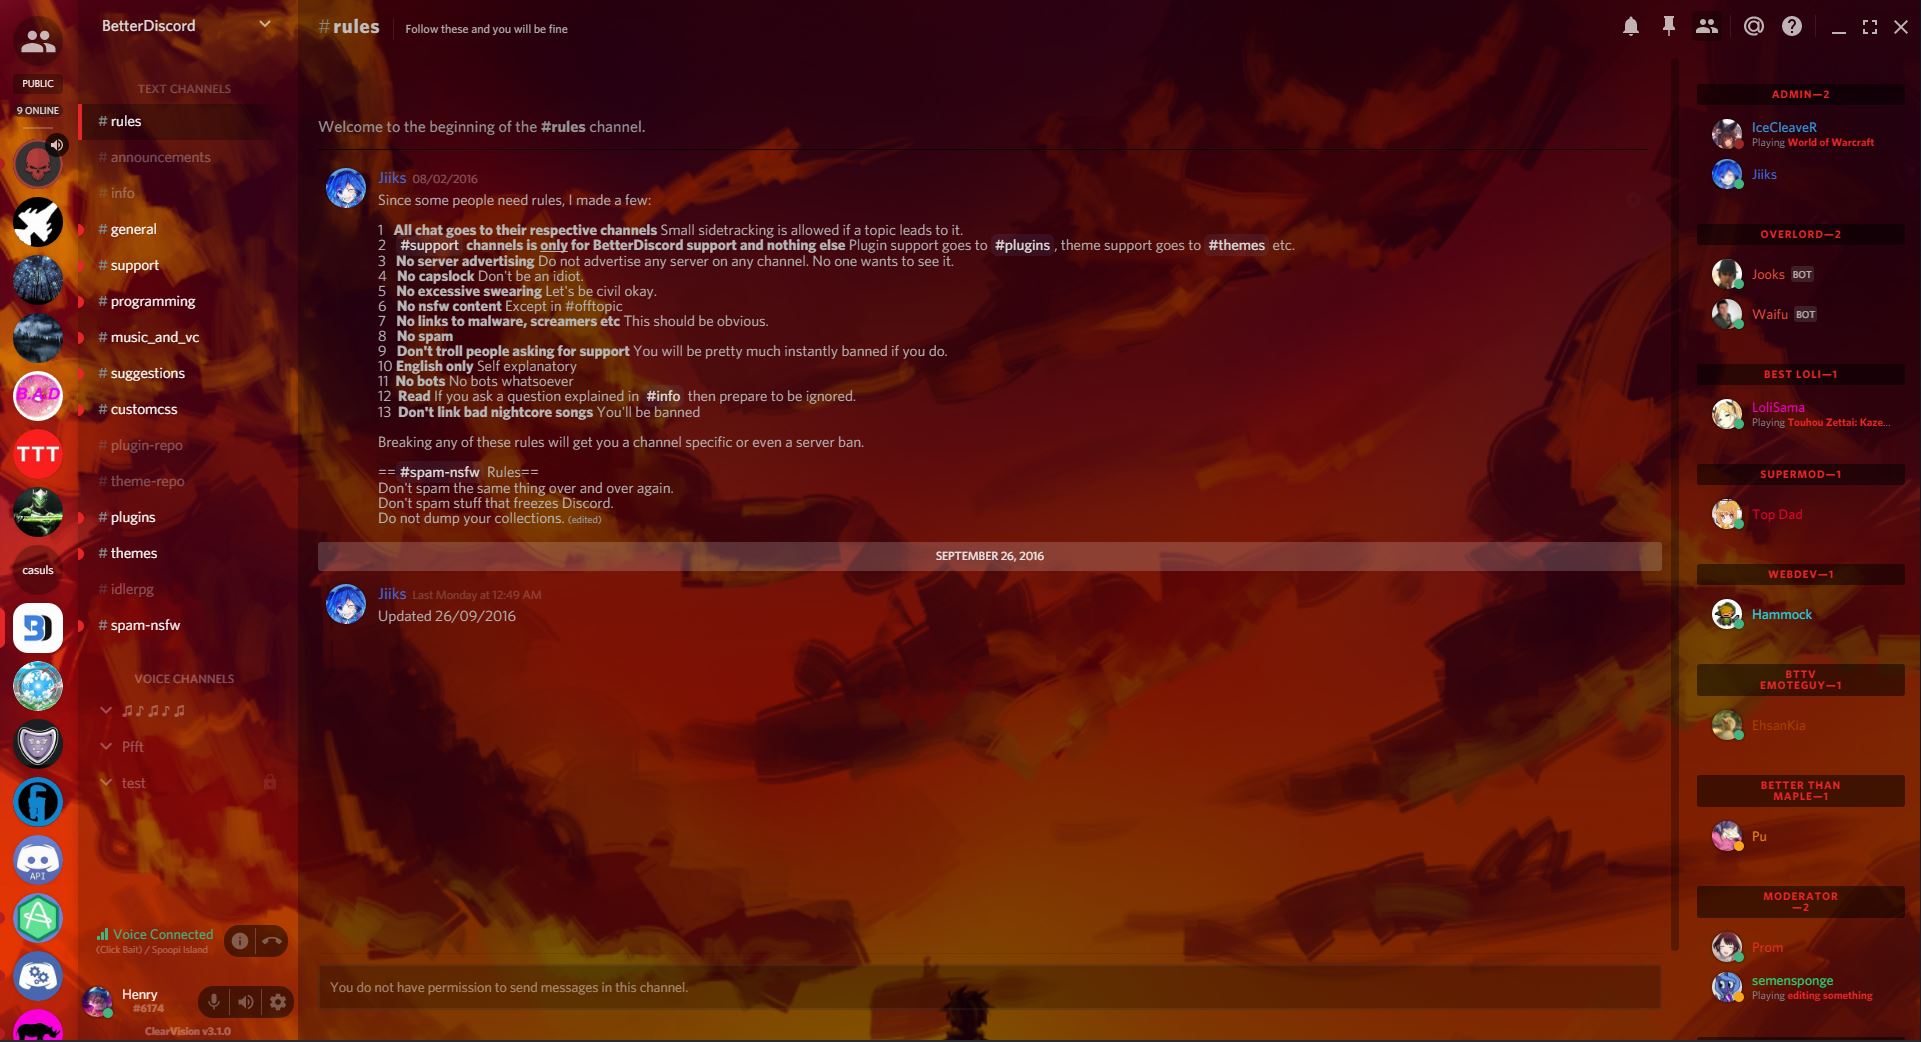 BetterDiscord
PUBLIC
9 ONLINE
B.A.D
TTT
casuls
API
TEXT CHANNELS
# rules
# announcements
# info
# general
# support
# programming
# music_and_vc
# suggestions
# customcss
# plugin-repo
# theme-repo
# plugins
# themes
# idlerpg
# spam-nsfw
VOICE CHANNELS
♫♪♫♪♫
Pfft
test
Voice Connected
(Click Bait) / Spoopi Island
Henry
#6174
ClearVision v3.1.0
#rules
Follow these and you will be fine
Welcome to the beginning of the #rules channel.
Jiiks 08/02/2016
Since some people need rules, I made a few:
1 All chat goes to their respective channels Small sidetracking is allowed if a topic leads to it.
2 #support channels is only for BetterDiscord support and nothing else Plugin support goes to #plugins , theme support goes to #themes etc.
3 No server advertising Do not advertise any server on any channel. No one wants to see it.
4 No capslock Don't be an idiot.
5 No excessive swearing Let's be civil okay.
6 No nsfw content Except in #offtopic
7 No links to malware, screamers etc This should be obvious.
8 No spam
9 Don't troll people asking for support You will be pretty much instantly banned if you do.
10 English only Self explanatory
11 No bots No bots whatsoever
12 Read If you ask a question explained in #info then prepare to be ignored.
13 Don't link bad nightcore songs You'll be banned
Breaking any of these rules will get you a channel specific or even a server ban.
== #spam-nsfw Rules==
Don't spam the same thing over and over again.
Don't spam stuff that freezes Discord.
Do not dump your collections. (edited)
SEPTEMBER 26, 2016
Jiiks Last Monday at 12:49 AM
Updated 26/09/2016
You do not have permission to send messages in this channel.
ADMIN—2
IceCleaveR
Playing World of Warcraft
Jiiks
OVERLORD—2
Jooks BOT
Waifu BOT
BEST LOLI—1
LoliSama
Playing Touhou Zettai: Kaze...
SUPERMOD—1
Top Dad
WEBDEV—1
Hammock
BTTV
EMOTEGUY—1
EhsanKia
BETTER THAN
MAPLE—1
Pu
MODERATOR
—2
Prom
semensponge
Playing editing something